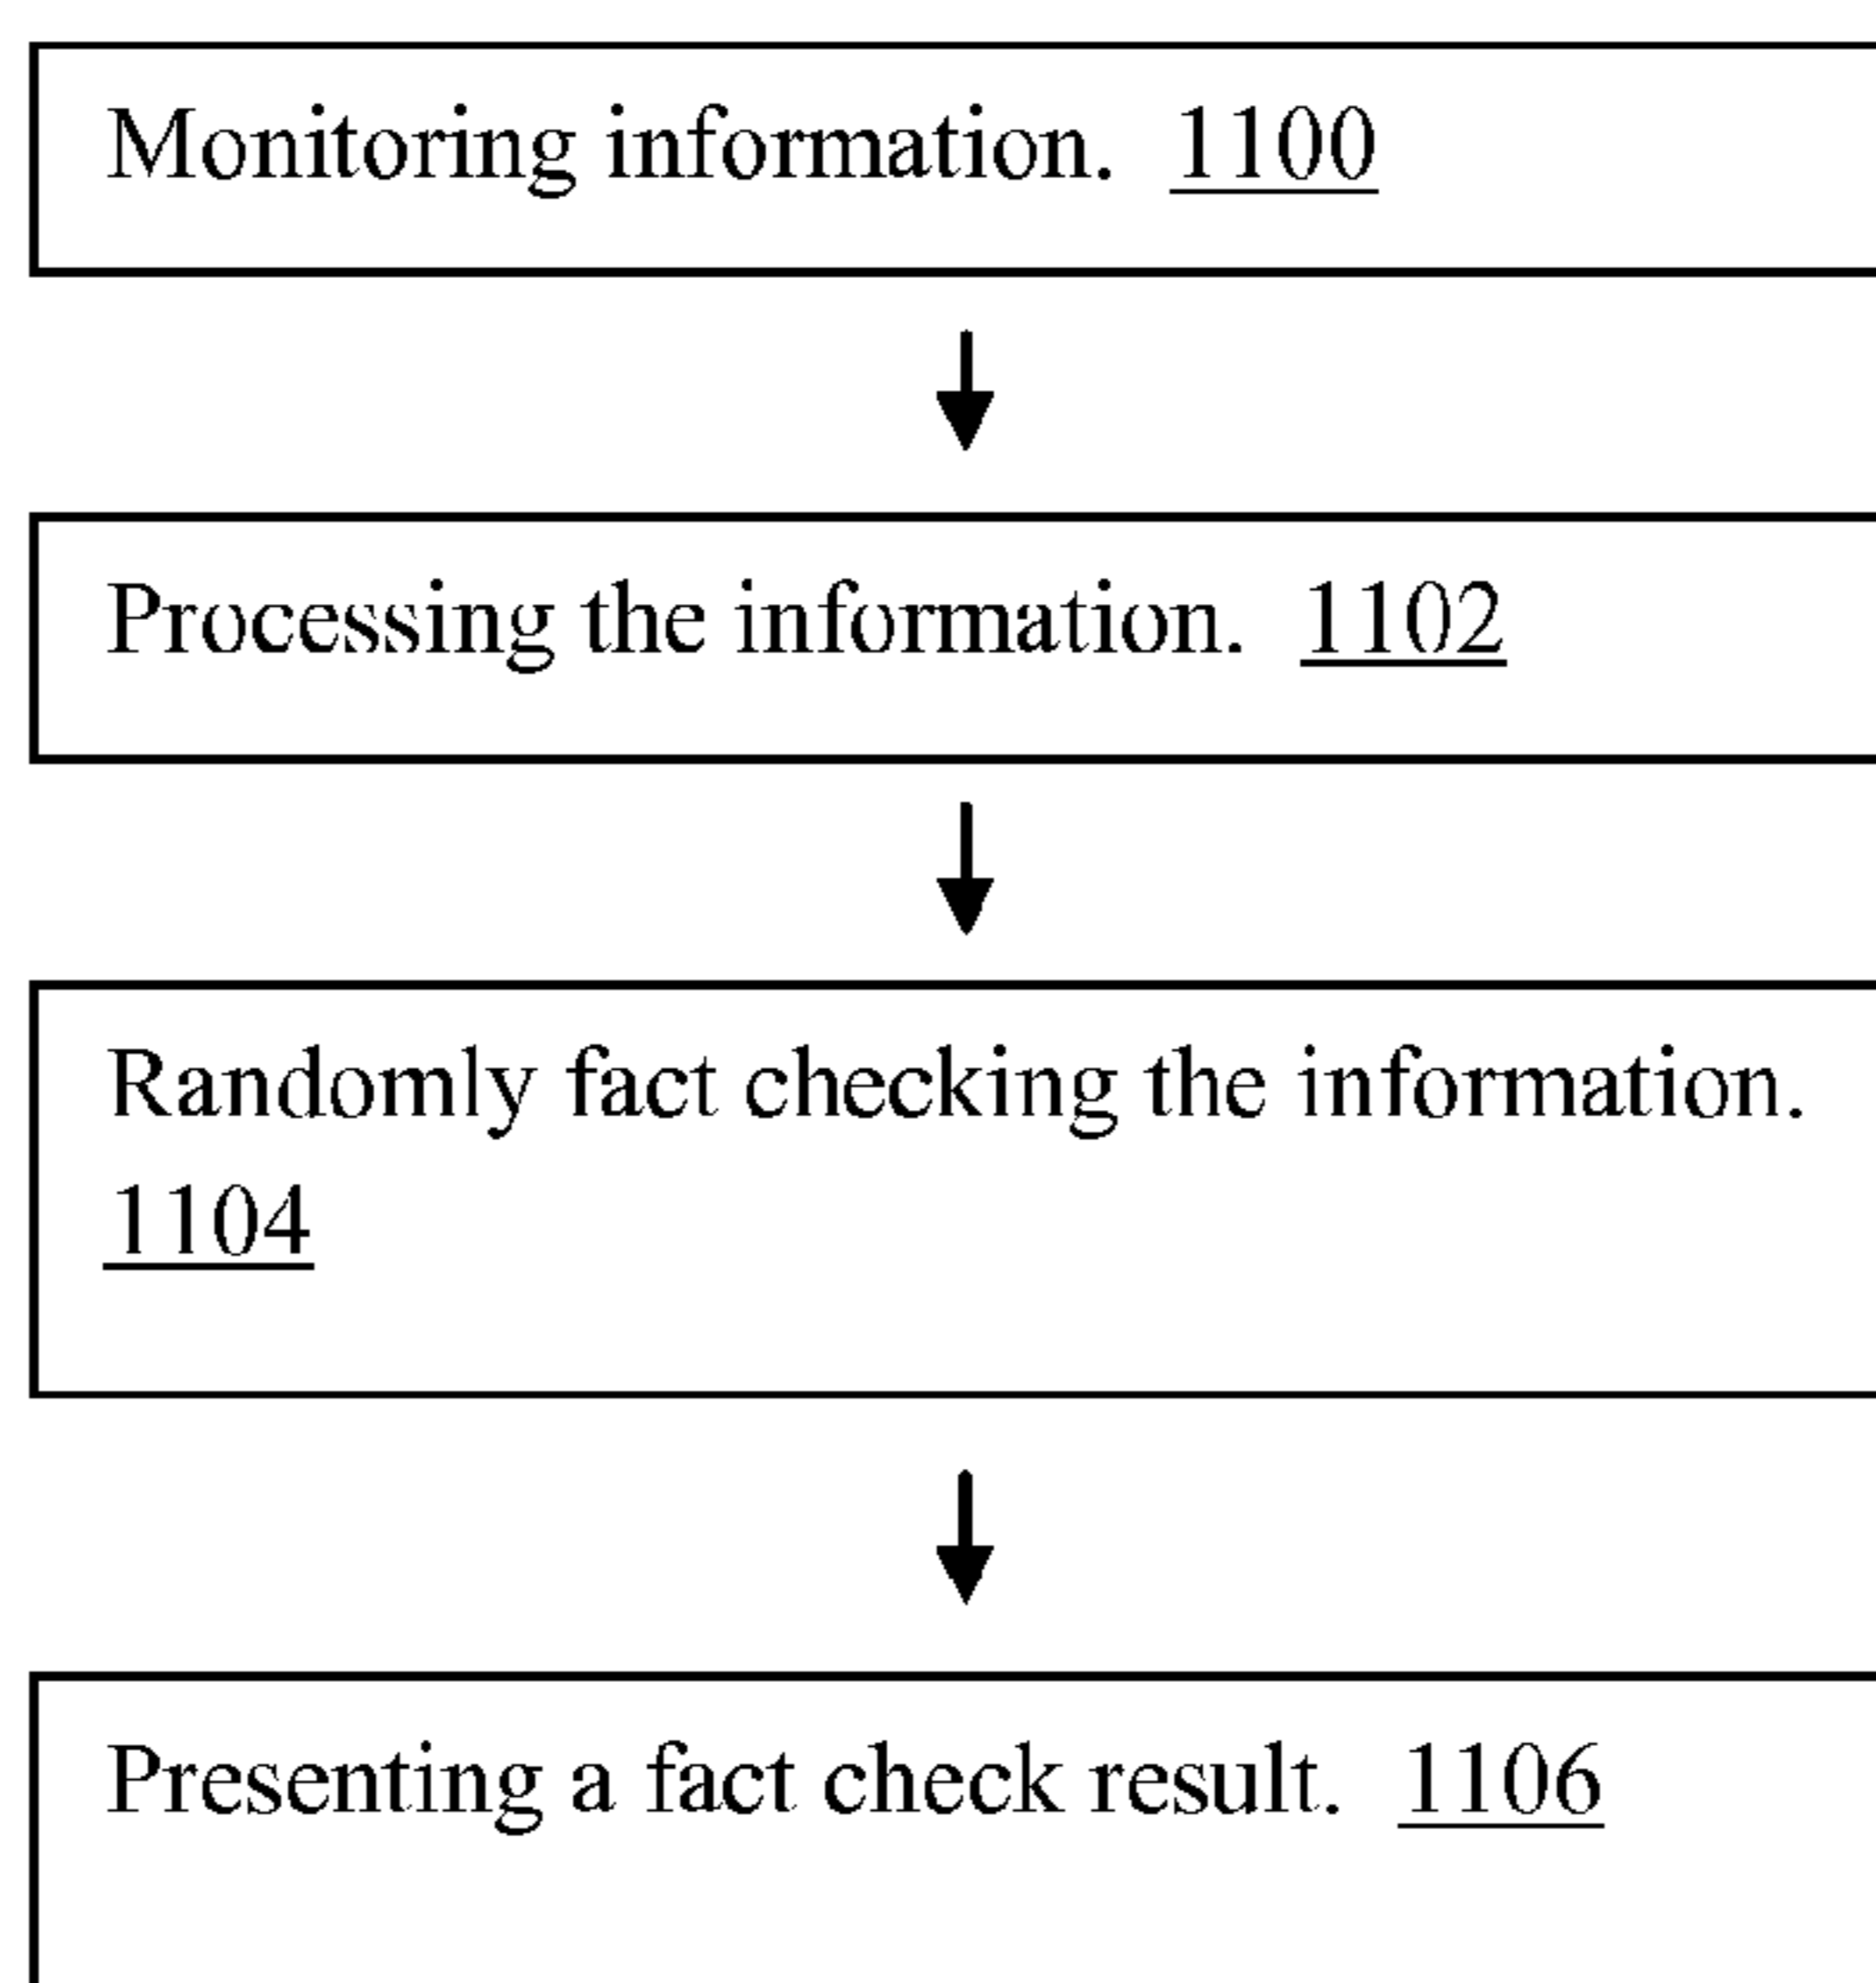 Monitoring information. 1100
Processing the information. 1102
Randomly fact checking the information.
1104
Presenting a fact check result. 1106